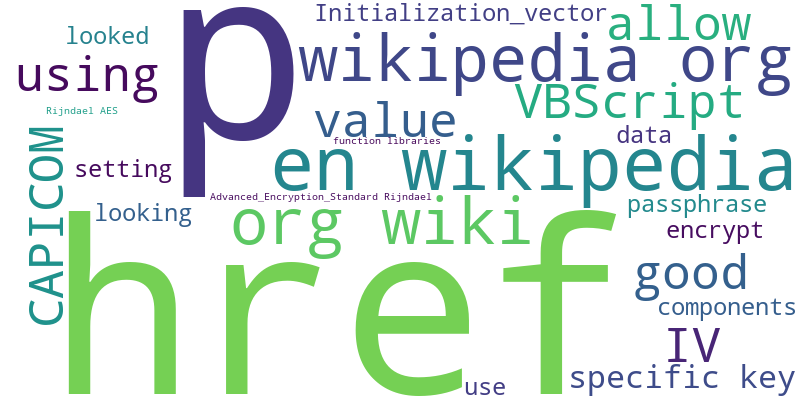 p
Initialization_vector
allow
looked
wikipedia org
using
VBScript
Rijndael AES
value
data
function libraries
CAPICOM
en wikipedia
setting
Advanced_Encryption_Standard Rijndael
looking
org wiki
passphrase
encrypt
href
good
components
IV
specific key
use